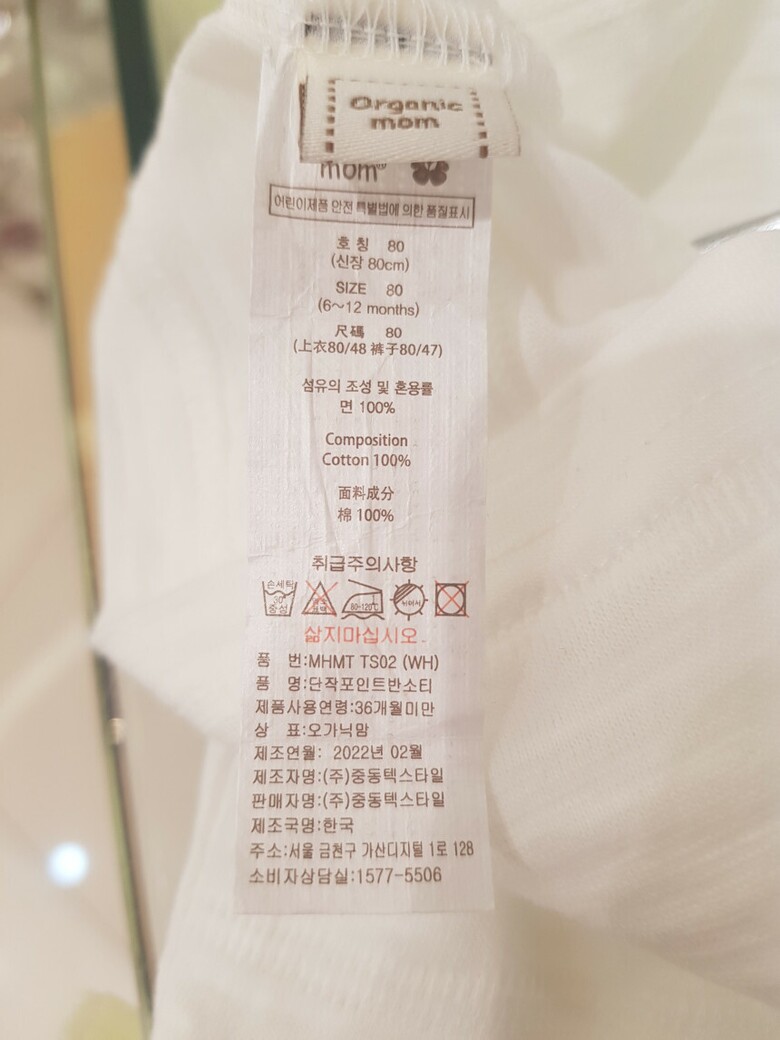 Organic
mom
mom®
어린이제품 안전 특별법에 의한 품질표시
호 칭 80
(신장 80cm)
SIZE 80
(6~12 months)
尺碼 80
(上衣80/48 裤子80/47)
섬유의 조성 및 혼용률
면 100%
Composition
Cotton 100%
面料成分
棉 100%
취급주의사항
손세탁
30
중성
80~120℃
삶지마십시오.
품 번:MHMT TS02 (WH)
품 명:단작포인트반소티
제품사용연령:36개월미만
상 표:오가닉맘
제조연월: 2022년 02월
제조자명:(주)중동텍스타일
판매자명:(주)중동텍스타일
제조국명:한국
주소:서울 금천구 가산디지털 1로 128
소비자상담실:1577-5506